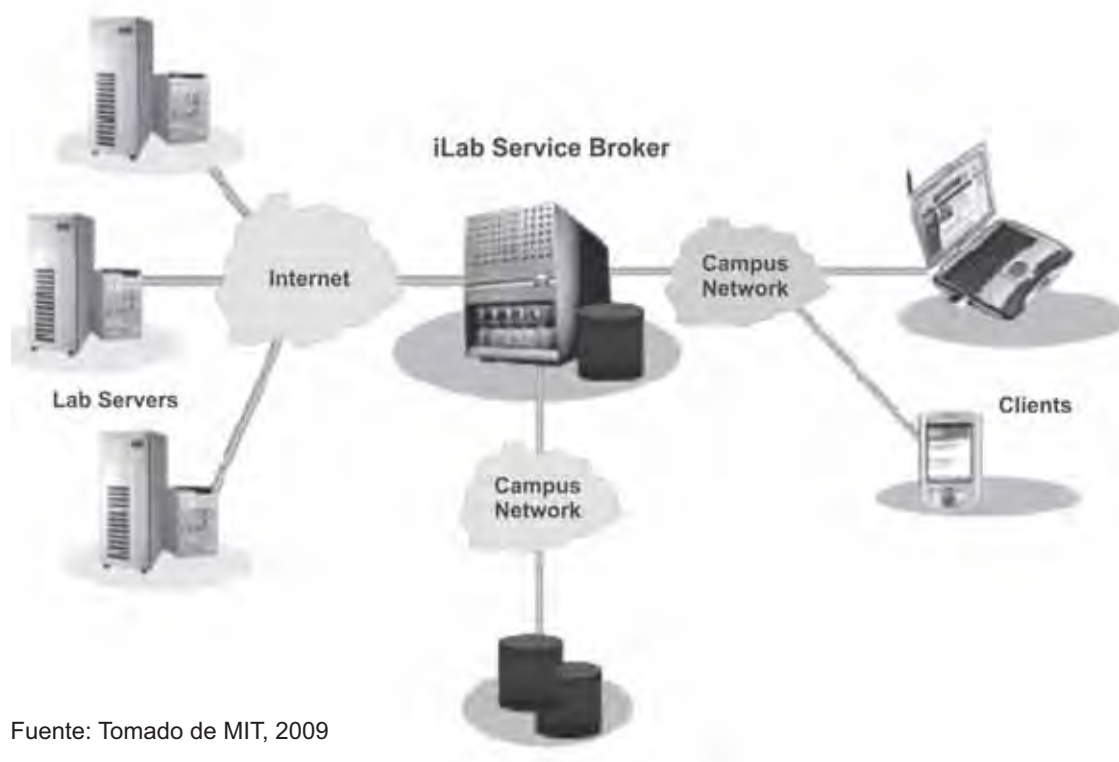 iLab Service Broker
Internet
Campus
Network
Lab Servers
Clients
Campus
Network
Fuente: Tomado de MIT, 2009